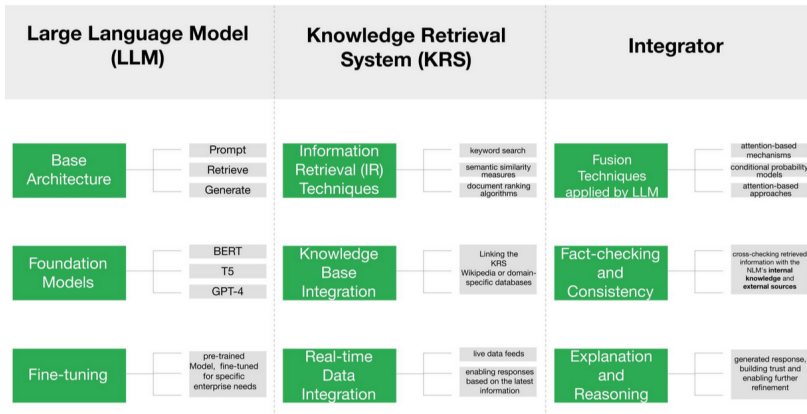 Large Language Model
(LLM)
Knowledge Retrieval
System (KRS)
Integrator
Base
Architecture
Prompt
Retrieve
Generate
Information
Retrieval (IR)
Techniques
keyword search
semantic similarity
measures
document ranking
algorithms
Fusion
Techniques
applied by LLM
attention-based
mechanisms
conditional probability
models
attention-based
approaches
Foundation
Models
BERT
T5
GPT-4
Knowledge
Base
Integration
Linking the
KRS
Wikipedia or domain-
specific databases
Fact-checking
and
Consistency
cross-checking retrieved
information with the
NLM's internal
knowledge and
external sources
Fine-tuning
pre-trained
Model, fine-tuned
for specific
enterprise needs
Real-time
Data
Integration
live data feeds
enabling responses
based on the latest
information
Explanation
and
Reasoning
generated response,
building trust and
enabling further
refinement